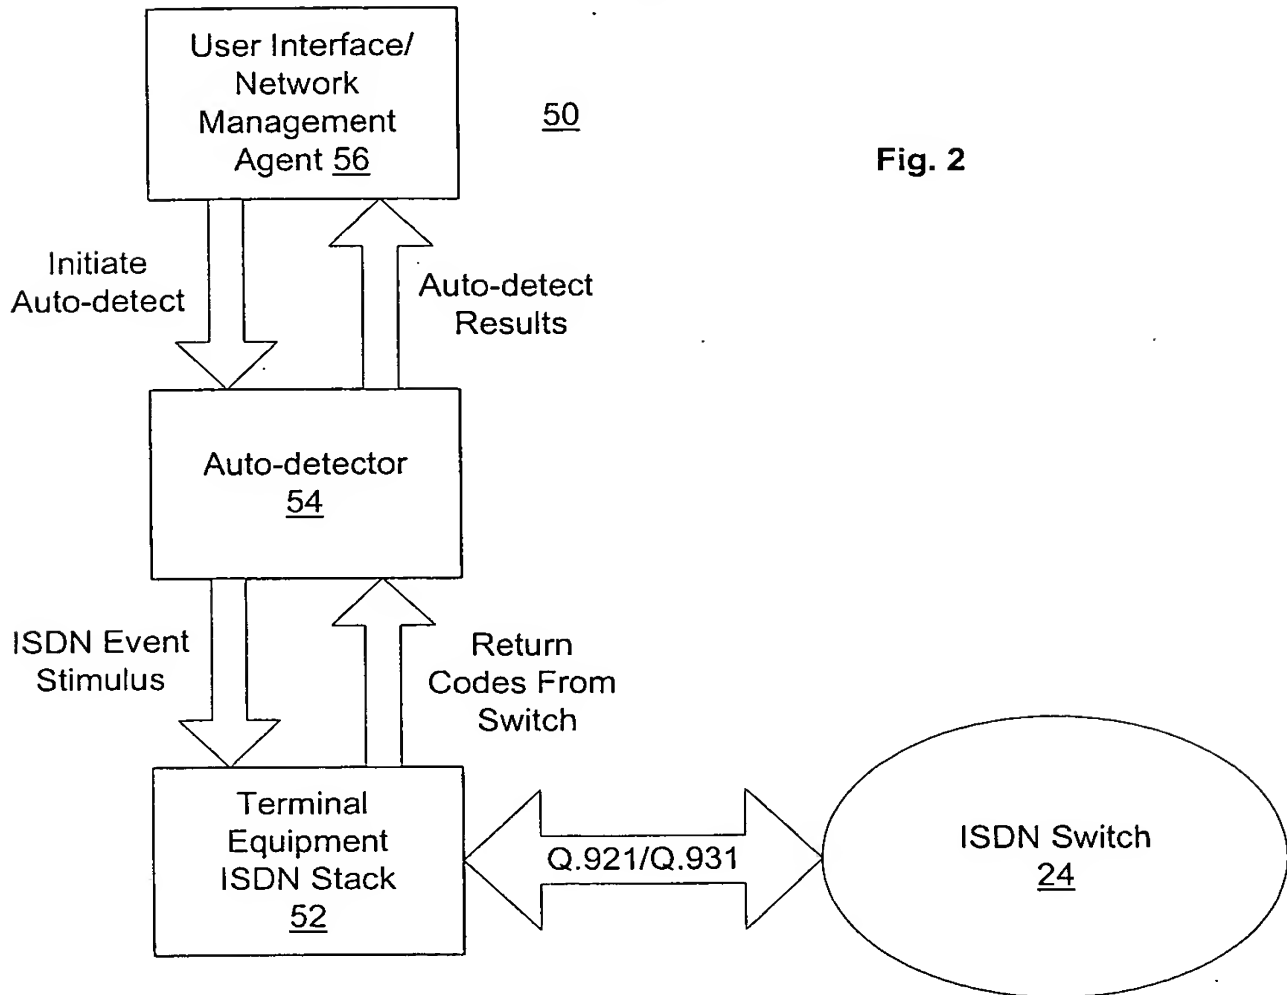 User Interface/
Network
Management
Agent 56
50
Fig. 2
Initiate
Auto-detect
Auto-detect
Results
Auto-detector
54
ISDN Event
Stimulus
Return
Codes From
Switch
Terminal
Equipment
ISDN Stack
52
Q.921/Q.931
ISDN Switch
24